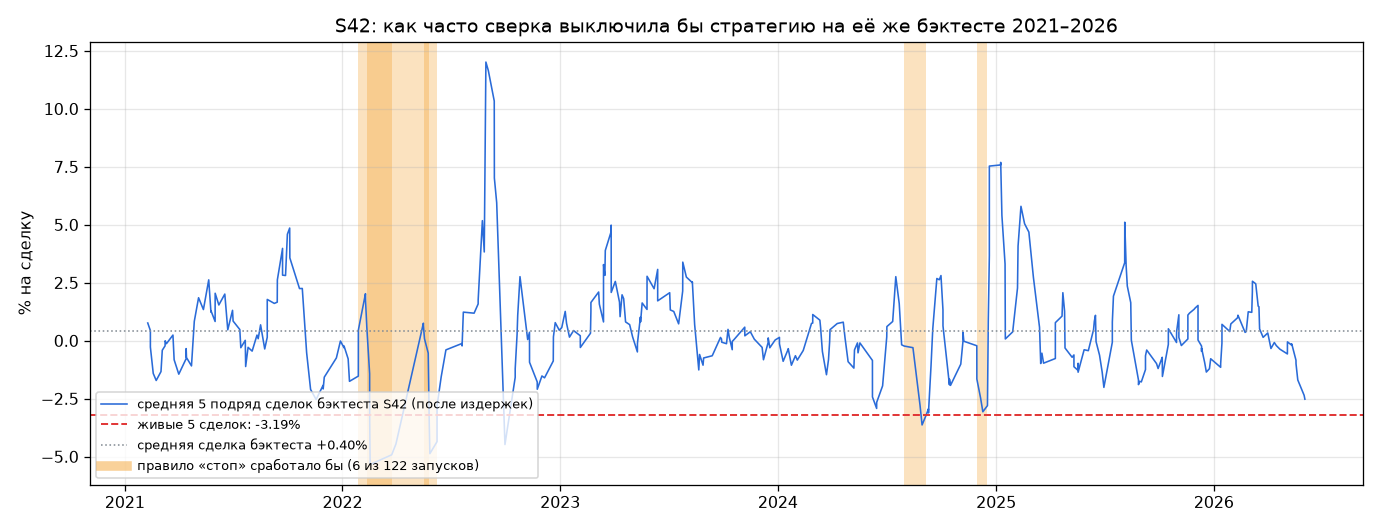 S42: как часто сверка выключила бы стратегию на её же бэктесте 2021–2026
% на сделку
12.5
10.0
7.5
5.0
2.5
0.0
−2.5
−5.0
средняя 5 подряд сделок бэктеста S42 (после издержек)
живые 5 сделок: -3.19%
средняя сделка бэктеста +0.40%
правило «стоп» сработало бы (6 из 122 запусков)
2021 2022 2023 2024 2025 2026